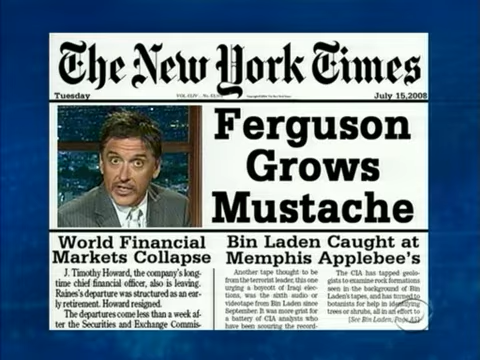 The New York Times
Tuesday
July 15, 2008
Ferguson
Grows
Mustache
World Financial
Markets Collapse
J. Timothy Howard, the company's long-
time chief financial officer, also is leaving.
Raines's departure was structured as an ear-
ly retirement. Howard resigned.
The departures come less than a week af-
ter the Securities and Exchange Commis-
Bin Laden Caught at
Memphis Applebee's
Another tape thought to be
from the terrorist leader, this one
urging a boycott of Iraqi elec-
tions, was the sixth audio or
videotape from Bin Laden since
September. It was more grist for
a battery of CIA analysts who
have been scouring the record-
The CIA has tapped geolo-
gists to examine rock formations
seen in the background of Bin
Laden's tapes, and has turned to
botanists for help in identifying
trees or shrubs, all in an effort to
(See Bin Laden, Page A